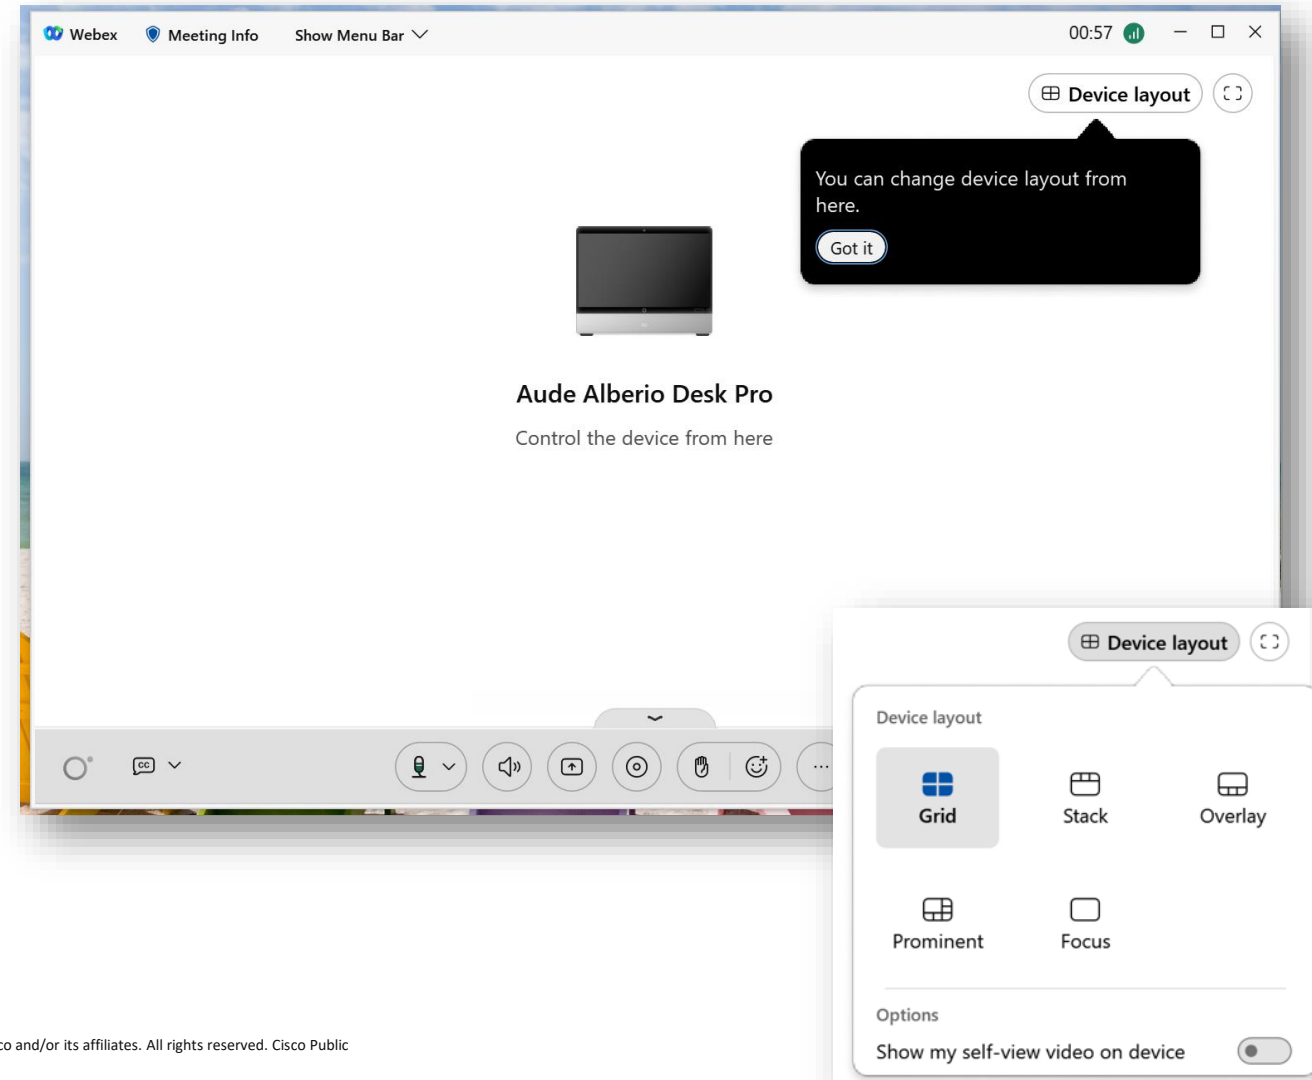 Webex Meeting Info Show Menu Bar 00:57
Device layout
You can change device layout from
here.
Got it
Aude Alberio Desk Pro
Control the device from here
CC
Device layout
Device layout
Grid Stack Overlay
Prominent Focus
Options
Show my self-view video on device
and/or its affiliates. All rights reserved. Cisco Public